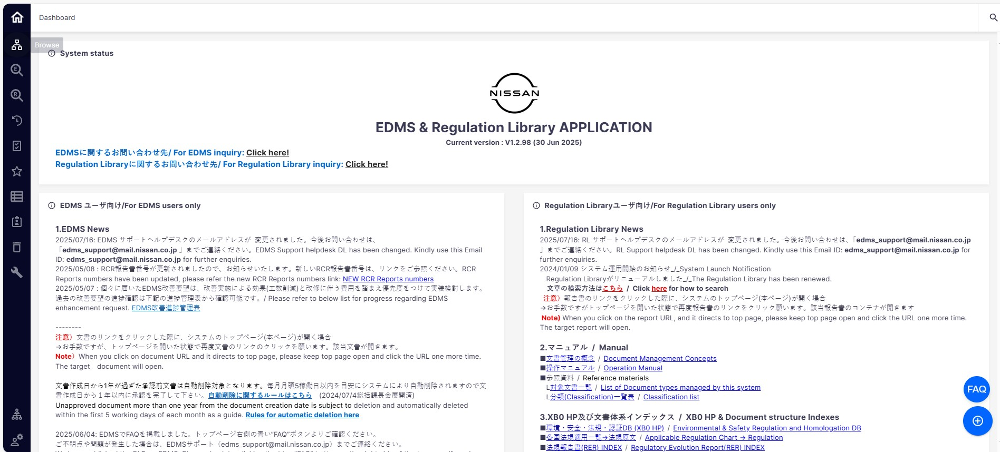 Dashboard
Browse
System status
NISSAN
EDMS & Regulation Library APPLICATION
Current version : V1.2.98 (30 Jun 2025)
EDMSに関するお問い合わせ先/ For EDMS inquiry: Click here!
Regulation Libraryに関するお問い合わせ先/ For Regulation Library inquiry: Click here!
EDMS ユーザ向け/For EDMS users only
1.EDMS News
2025/07/16: EDMS サポートヘルプデスクのメールアドレスが 変更されました。今後お問い合わせは、
「edms_support@mail.nissan.co.jp 」までご連絡ください。EDMS Support helpdesk DL has been changed. Kindly use this Email
ID: edms_support@mail.nissan.co.jp for further enquiries.
2025/05/08 : RCR報告書番号が更新されましたので、お知らせいたします。新しいRCR報告書番号は、リンクをご参照ください。RCR
Reports numbers have been updated, please refer the new RCR Reports numbers link: NEW RCR Reports numbers
2025/05/07 : 個々に届いたEDMS改善要望は、改善実施による効果(工数削減)と改修に伴う費用を踏まえ優先度をつけて実装検討します。
過去の改善要望の進捗確認は下記の進捗管理表から確認可能です。/ Please refer to below list for progress regarding EDMS
enhancement request. EDMS改善進捗管理表
--------
注意）文書のリンクをクリックした際に、システムのトップページ(本ページ)が開く場合
→お手数ですが、トップページを開いた状態で再度文書のリンクのクリックを願います。該当文書が開きます。
Note）When you click on document URL and it directs to top page, please keep top page open and click the URL one more time.
The target　document will open.
文書作成日から1年が過ぎた承認前文書は自動削除対象となります。毎月月頭5稼働日以内を目安にシステムにより自動削除されますので文
書作成日から１年以内に承認を完了して下さい。自動削除に関するルールはこちら　(2024/07/4総括課長会展開済)
Unapproved document more than one year from the document creation date is subject to deletion and automatically deleted
within the first 5 working days of each month as a guide. Rules for automatic deletion here
2025/06/04: EDMSでFAQを掲載しました。トップページ右側の青い“FAQ”ボタンよりご確認ください。
ご不明点や問題が発生した場合は、EDMSサポート（edms_support@mail.nissan.co.jp）までご連絡ください。
Regulation Libraryユーザ向け/For Regulation Library users only
1.Regulation Library News
2025/07/16: RL サポートヘルプデスクのメールアドレスが 変更されました。今後お問い合わせは、「edms_support@mail.nissan.co.jp
」までご連絡ください。RL Support helpdesk DL has been changed. Kindly use this Email ID: edms_support@mail.nissan.co.jp for
further enquiries.
2024/01/09 システム運用開始のお知らせ_/_System Launch Notification
Regulation Libraryがリニューアルしました_/_The Regulation Library has been renewed.
文章の検索方法はこちら / Click here for how to search
注意）報告書のリンクをクリックした際に、システムのトップページ(本ページ)が開く場合
→お手数ですがトップページを開いた状態で再度報告書のリンクをクリック願います。該当報告書のコンテナが開きます
Note) When you click on the report URL, and it directs to top page, please keep top page open and click the URL one more time.
The target report will open.
2.マニュアル / Manual
■文書管理の概念 / Document Management Concepts
■操作マニュアル / Operation Manual
■参照資料 / Reference materials
L対象文書一覧 / List of Document types managed by this system
L分類(Classification)一覧表 / Classification list
3.XB0 HP及び文書体系インデックス / XB0 HP & Document structure Indexes
■環境・安全・法規・認証DB (XB0 HP) / Environmental & Safety Regulation and Homologation DB
■各国法規適用一覧→法規原文 / Applicable Regulation Chart → Regulation
■法規報告書(RER) INDEX / Regulatory Evolution Report(RER) INDEX
FAQ